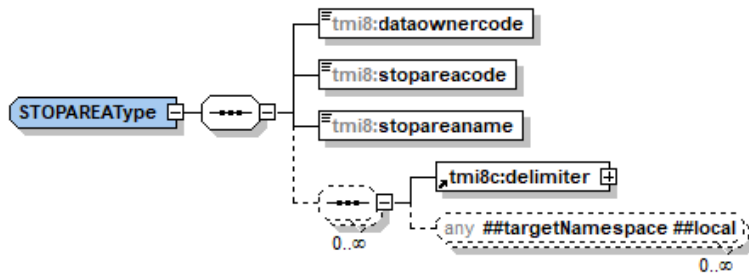 tmi8:dataownercode
tmi8:stopareacode
STOPAREAType
tmi8:stopareaname
tmi8c:delimiter
0..∞
any ##targetNamespace ##local
0..∞